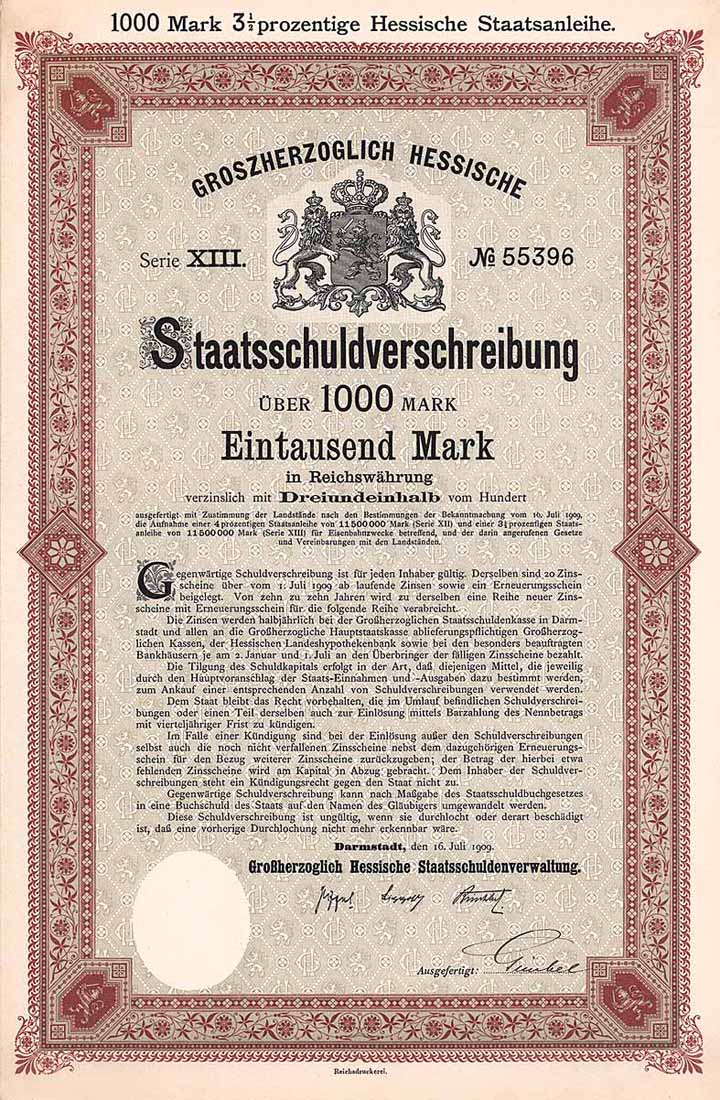 1000 Mark 3½prozentige Hessische Staatsanleihe.
GROSZHERZOGLICH HESSISCHE
Serie XIII. № 55396
Staatsschuldverschreibung
ÜBER 1000 MARK
Eintausend Mark
in Reichswährung
verzinslich mit Dreiundeinhalb vom Hundert
ausgefertigt mit Zustimmung der Landstände nach den Bestimmungen der Bekanntmachung vom 10. Juli 1909,
die Aufnahme einer 4prozentigen Staatsanleihe von 11500000 Mark (Serie XII) und einer 3½prozentigen Staats-
anleihe von 11500000 Mark (Serie XIII) für Eisenbahnzwecke betreffend, und der darin angerufenen Gesetze
und Vereinbarungen mit den Landständen.
Gegenwärtige Schuldverschreibung ist für jeden Inhaber gültig. Derselben sind 20 Zins-
scheine über vom 1. Juli 1909 ab laufende Zinsen sowie ein Erneuerungsschein
beigelegt. Von zehn zu zehn Jahren wird zu derselben eine Reihe neuer Zins-
scheine mit Erneuerungsschein für die folgende Reihe verabreicht.
Die Zinsen werden halbjährlich bei der Großherzoglichen Staatsschuldenkasse in Darm-
stadt und allen an die Großherzogliche Hauptstaatskasse ablieferungspflichtigen Großherzog-
lichen Kassen, der Hessischen Landeshypothekenbank sowie bei den besonders beauftragten
Bankhäusern je am 2. Januar und 1. Juli an den Überbringer der fälligen Zinsscheine bezahlt.
Die Tilgung des Schuldkapitals erfolgt in der Art, daß diejenigen Mittel, die jeweilig
durch den Hauptvoranschlag der Staats-Einnahmen und -Ausgaben dazu bestimmt werden,
zum Ankauf einer entsprechenden Anzahl von Schuldverschreibungen verwendet werden.
Dem Staat bleibt das Recht vorbehalten, die im Umlauf befindlichen Schuldverschrei-
bungen oder einen Teil derselben auch zur Einlösung mittels Barzahlung des Nennbetrags
mit vierteljähriger Frist zu kündigen.
Im Falle einer Kündigung sind bei der Einlösung außer den Schuldverschreibungen
selbst auch die noch nicht verfallenen Zinsscheine nebst dem dazugehörigen Erneuerungs-
schein für den Bezug weiterer Zinsscheine zurückzugeben; der Betrag der hierbei etwa
fehlenden Zinsscheine wird am Kapital in Abzug gebracht. Dem Inhaber der Schuldver-
schreibungen steht ein Kündigungsrecht gegen den Staat nicht zu.
Gegenwärtige Schuldverschreibung kann nach Maßgabe des Staatsschuldbuchgesetzes
in eine Buchschuld des Staats auf den Namen des Gläubigers umgewandelt werden.
Diese Schuldverschreibung ist ungültig, wenn sie durchlocht oder derart beschädigt
ist, daß eine vorherige Durchlochung nicht mehr erkennbar wäre.
Darmstadt, den 16. Juli 1909.
Großherzoglich Hessische Staatsschuldenverwaltung.
Ausgefertigt:
Reichsdruckerei.